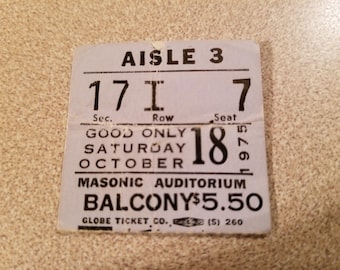 AISLE 3
17 I 7
Sec. Row Seat
GOOD ONLY
SATURDAY
OCTOBER 18 1975
MASONIC AUDITORIUM
BALCONY $5.50
GLOBE TICKET CO. (S) 260